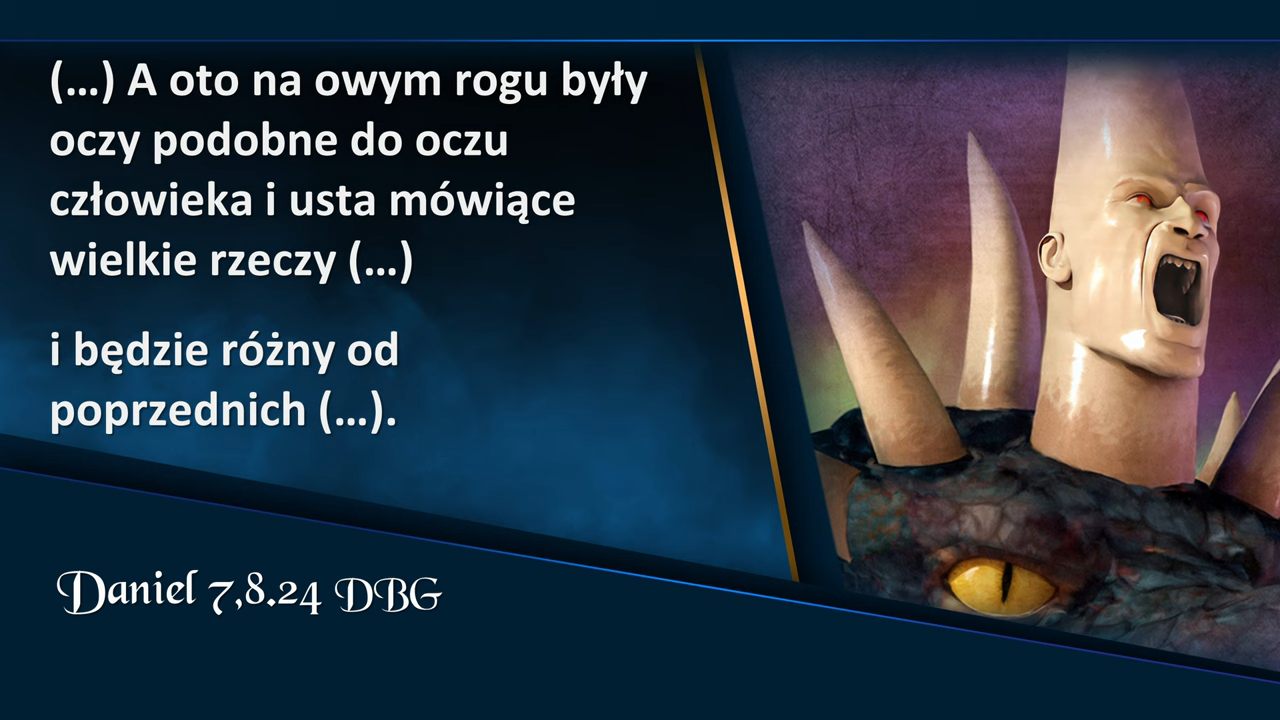 (...) A oto na owym rogu były
oczy podobne do oczu
człowieka i usta mówiące
wielkie rzeczy (...)
i będzie różny od
poprzednich (...).
Daniel 7,8.24 DBG